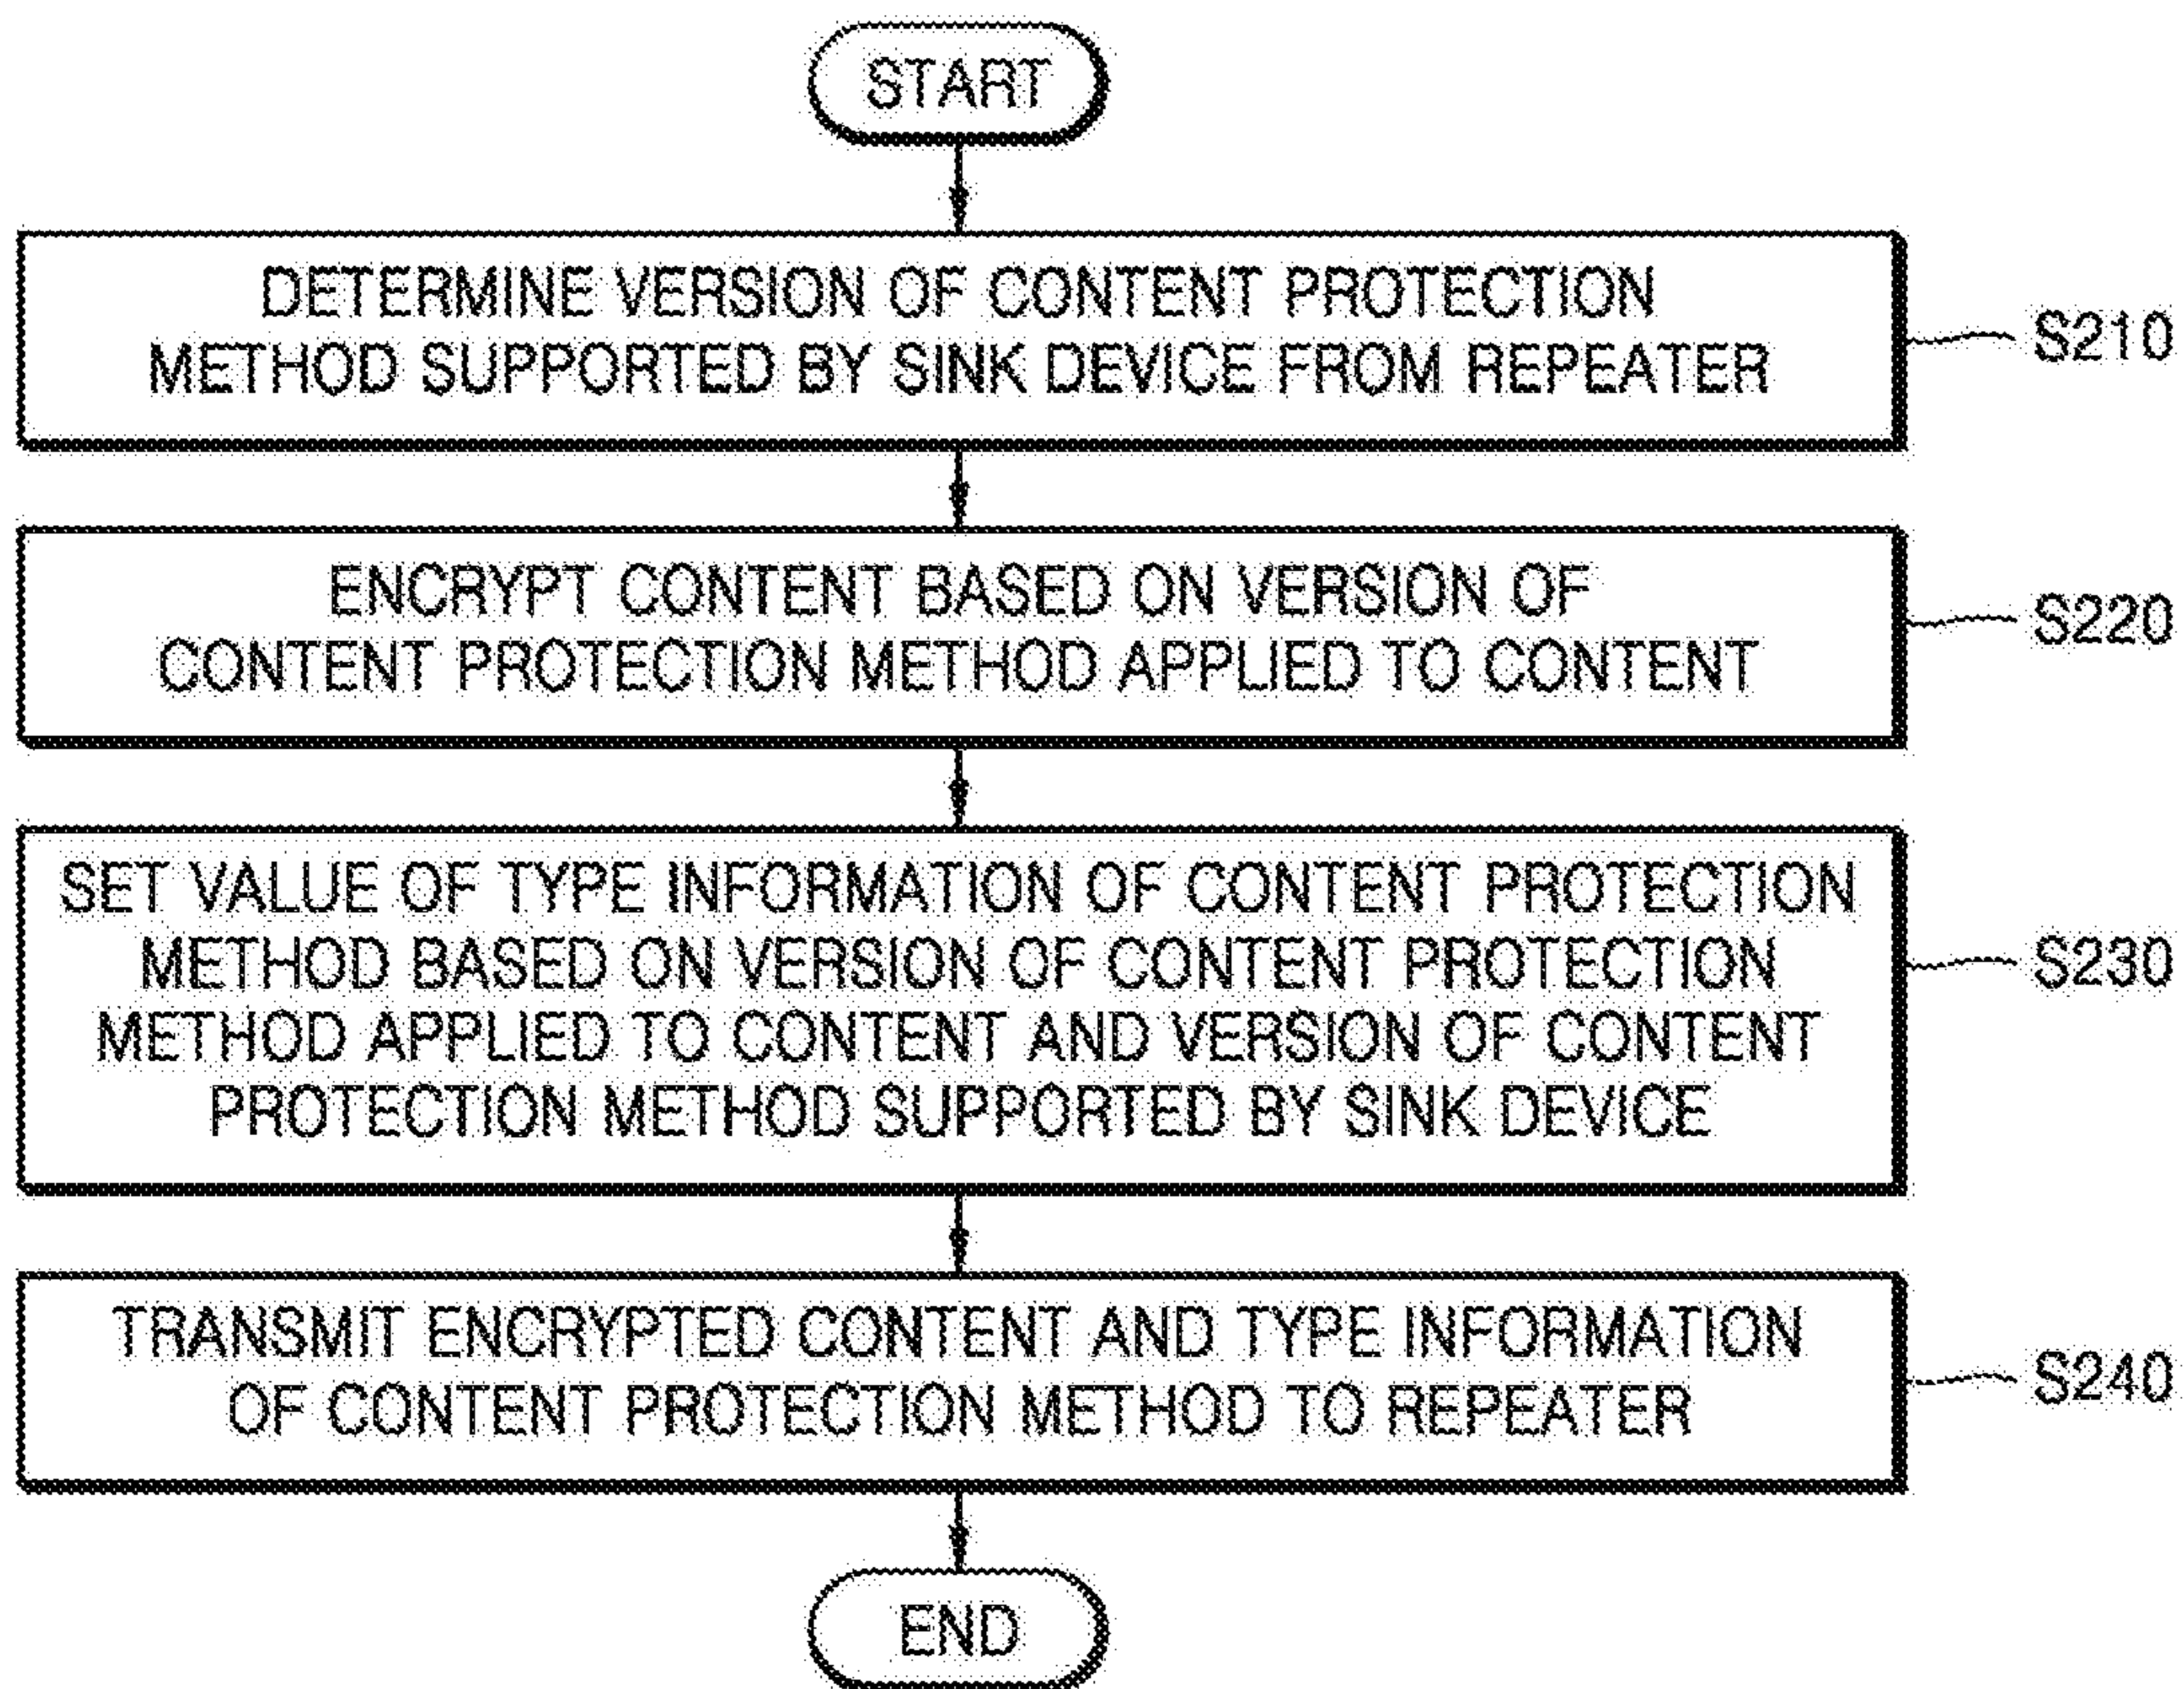 START
DETERMINE VERSION OF CONTENT PROTECTION
METHOD SUPPORTED BY SINK DEVICE FROM REPEATER
S210
ENCRYPT CONTENT BASED ON VERSION OF
CONTENT PROTECTION METHOD APPLIED TO CONTENT
S220
SET VALUE OF TYPE INFORMATION OF CONTENT PROTECTION
METHOD BASED ON VERSION OF CONTENT PROTECTION
METHOD APPLIED TO CONTENT AND VERSION OF CONTENT
PROTECTION METHOD SUPPORTED BY SINK DEVICE
S230
TRANSMIT ENCRYPTED CONTENT AND TYPE INFORMATION
OF CONTENT PROTECTION METHOD TO REPEATER
S240
END